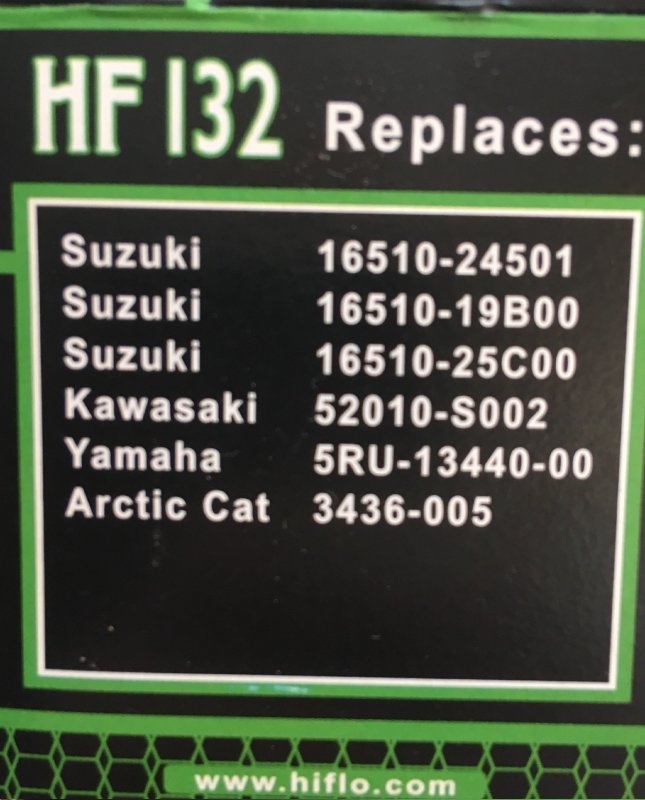 HF 132 Replaces:
Suzuki 16510-24501
Suzuki 16510-19B00
Suzuki 16510-25C00
Kawasaki 52010-S002
Yamaha 5RU-13440-00
Arctic Cat 3436-005
www.hiflo.com